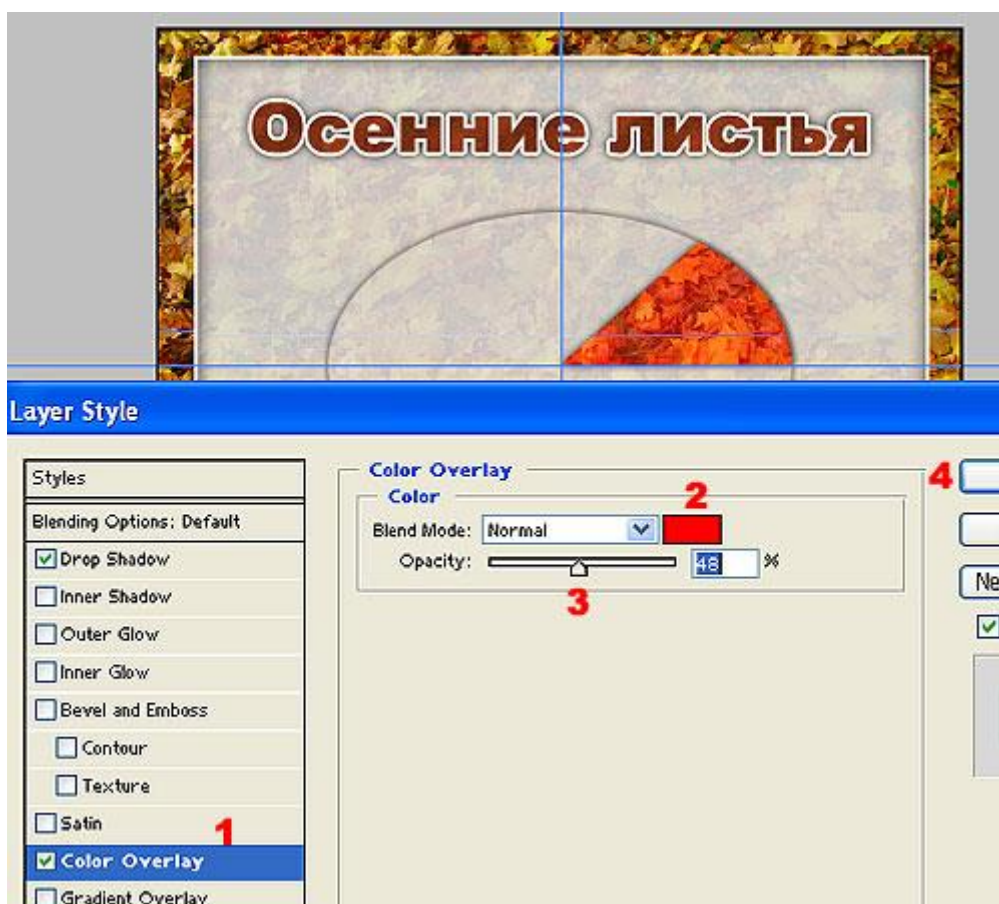 Осенние листья
Layer Style
Styles
Blending Options: Default
Drop Shadow
Inner Shadow
Outer Glow
Inner Glow
Bevel and Emboss
Contour
Texture
Satin
1
Color Overlay
Gradient Overlay
Color Overlay
Color
2
Blend Mode: Normal
Opacity: 48 %
3
4
Ne